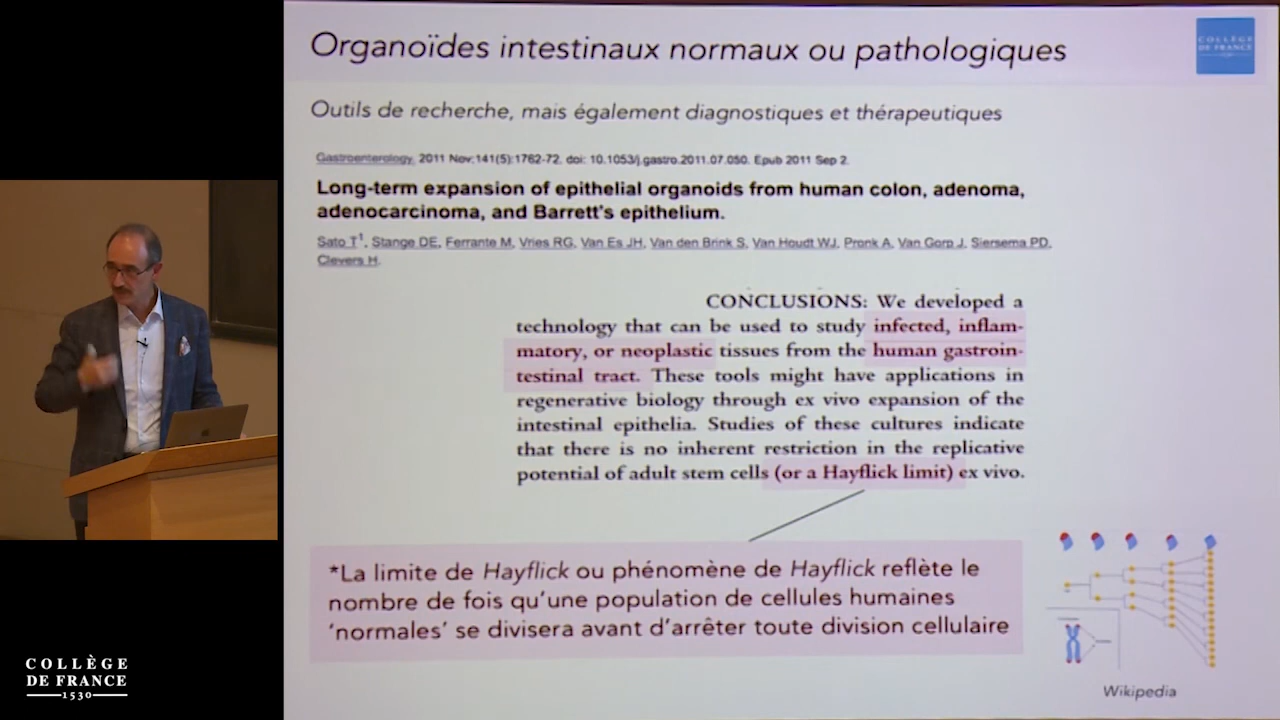 Organoïdes intestinaux normaux ou pathologiques
COLLÈGE
DE FRANCE
1530
Outils de recherche, mais également diagnostiques et thérapeutiques
Gastroenterology. 2011 Nov;141(5):1762-72. doi: 10.1053/j.gastro.2011.07.050. Epub 2011 Sep 2.
Long-term expansion of epithelial organoids from human colon, adenoma,
adenocarcinoma, and Barrett's epithelium.
Sato T1, Stange DE, Ferrante M, Vries RG, Van Es JH, Van den Brink S, Van Houdt WJ, Pronk A, Van Gorp J, Siersema PD,
Clevers H.
CONCLUSIONS: We developed a
technology that can be used to study infected, inflam-
matory, or neoplastic tissues from the human gastroin-
testinal tract. These tools might have applications in
regenerative biology through ex vivo expansion of the
intestinal epithelia. Studies of these cultures indicate
that there is no inherent restriction in the replicative
potential of adult stem cells (or a Hayflick limit) ex vivo.
*La limite de Hayflick ou phénomène de Hayflick reflète le
nombre de fois qu'une population de cellules humaines
'normales' se divisera avant d'arrêter toute division cellulaire
Wikipedia
COLLÈGE
DE FRANCE
1530